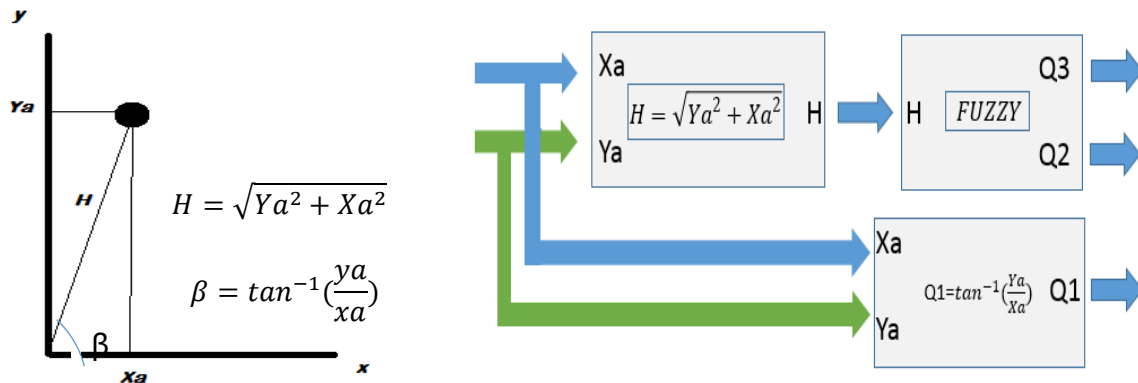 y
Ya
H
H = √(Ya² + Xa²)
β = tan⁻¹(ya/xa)
β
Xa
x
Xa
H = √(Ya² + Xa²)
H
Ya
H
FUZZY
Q3
Q2
Xa
Q1=tan⁻¹(Ya/Xa)
Q1
Ya